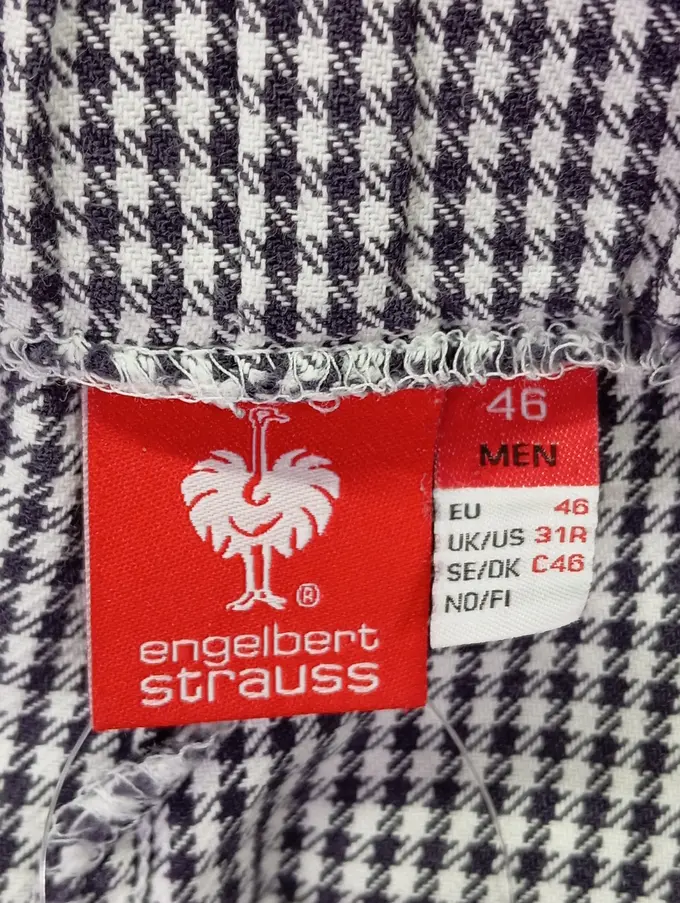 ®
engelbert
strauss
46
MEN
EU 46
UK/US 31R
SE/DK C46
NO/FI